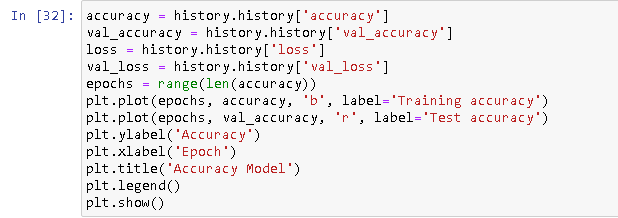 In [32]: accuracy = history.history['accuracy']
val_accuracy = history.history['val_accuracy']
loss = history.history['loss']
val_loss = history.history['val_loss']
epochs = range(len(accuracy))
plt.plot(epochs, accuracy, 'b', label='Training accuracy')
plt.plot(epochs, val_accuracy, 'r', label='Test accuracy')
plt.ylabel('Accuracy')
plt.xlabel('Epoch')
plt.title('Accuracy Model')
plt.legend()
plt.show()